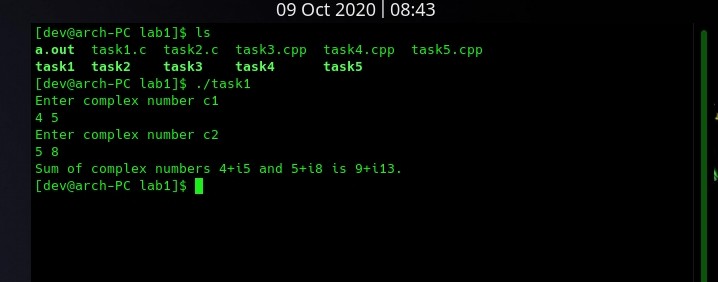 09 Oct 2020 | 08:43
[dev@arch-PC lab1]$ ls
a.out  task1.c  task2.c  task3.cpp  task4.cpp  task5.cpp
task1  task2    task3    task4      task5
[dev@arch-PC lab1]$ ./task1
Enter complex number c1
4 5
Enter complex number c2
5 8
Sum of complex numbers 4+i5 and 5+i8 is 9+i13.
[dev@arch-PC lab1]$